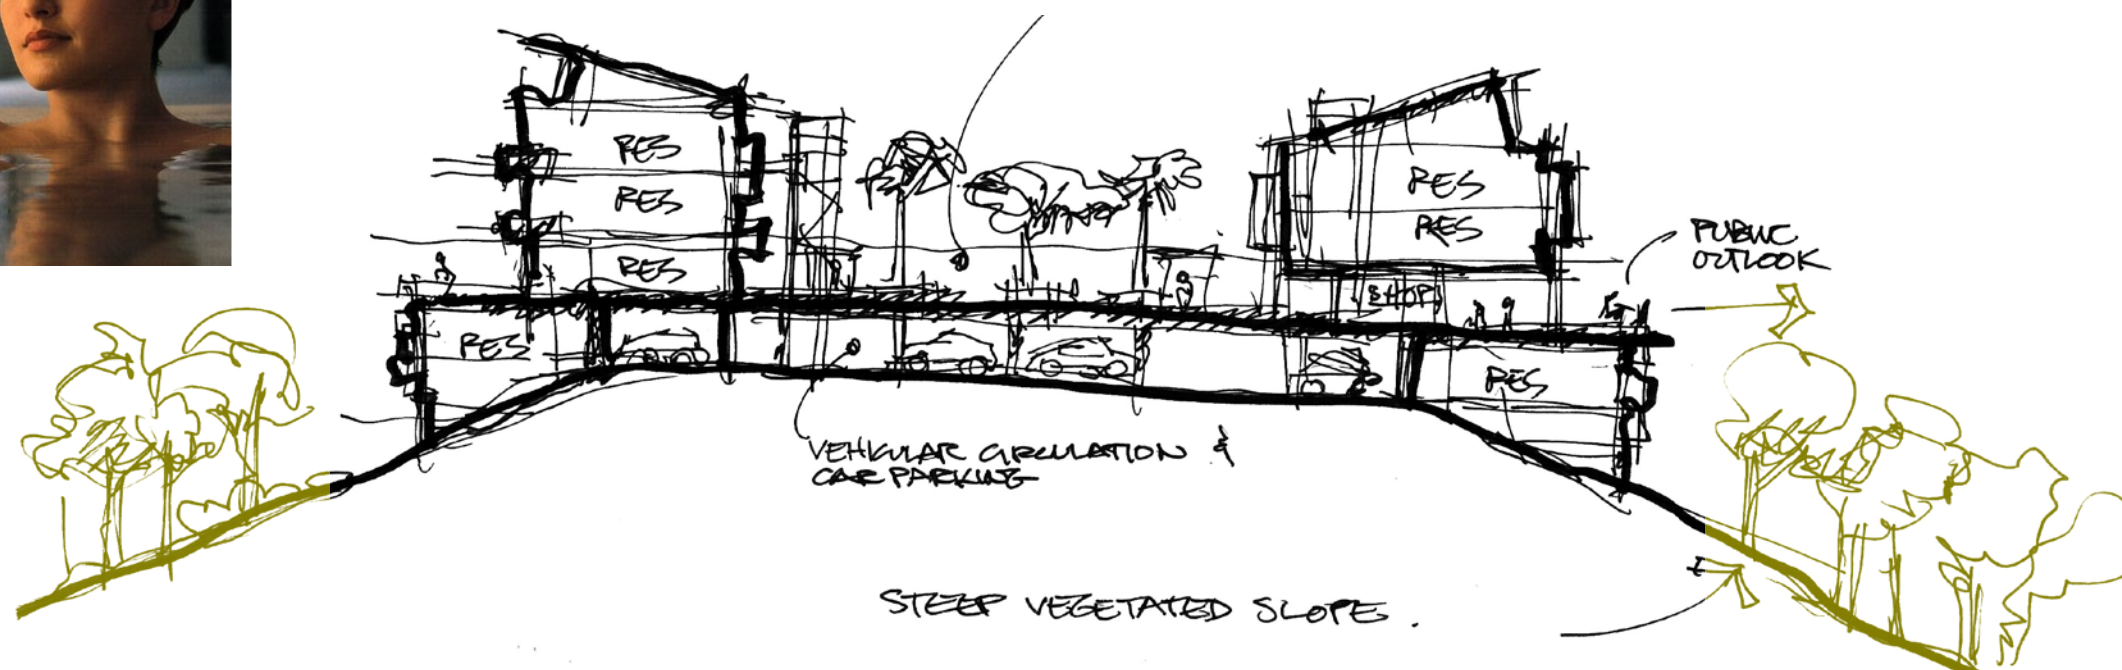 RES
RES
RES
RES
RES
RES
SHOP
RES
PUBLIC
OUTLOOK
VEHICULAR CIRCULATION &
CAR PARKING
STEEP VEGETATED SLOPE.